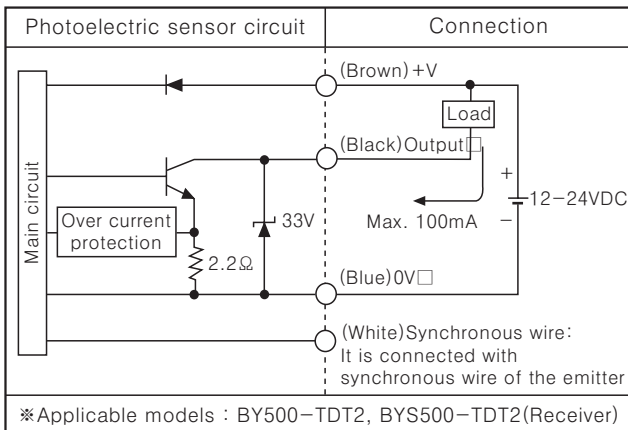 Photoelectric sensor circuit
Connection
(Brown)+V
Load
(Black)Output□
Main circuit
Over current
protection
33V
2.2Ω
Max. 100mA
+
12-24VDC
-
(Blue)0V□
(White)Synchronous wire:
It is connected with
synchronous wire of the emitter
※Applicable models : BY500-TDT2, BYS500-TDT2(Receiver)